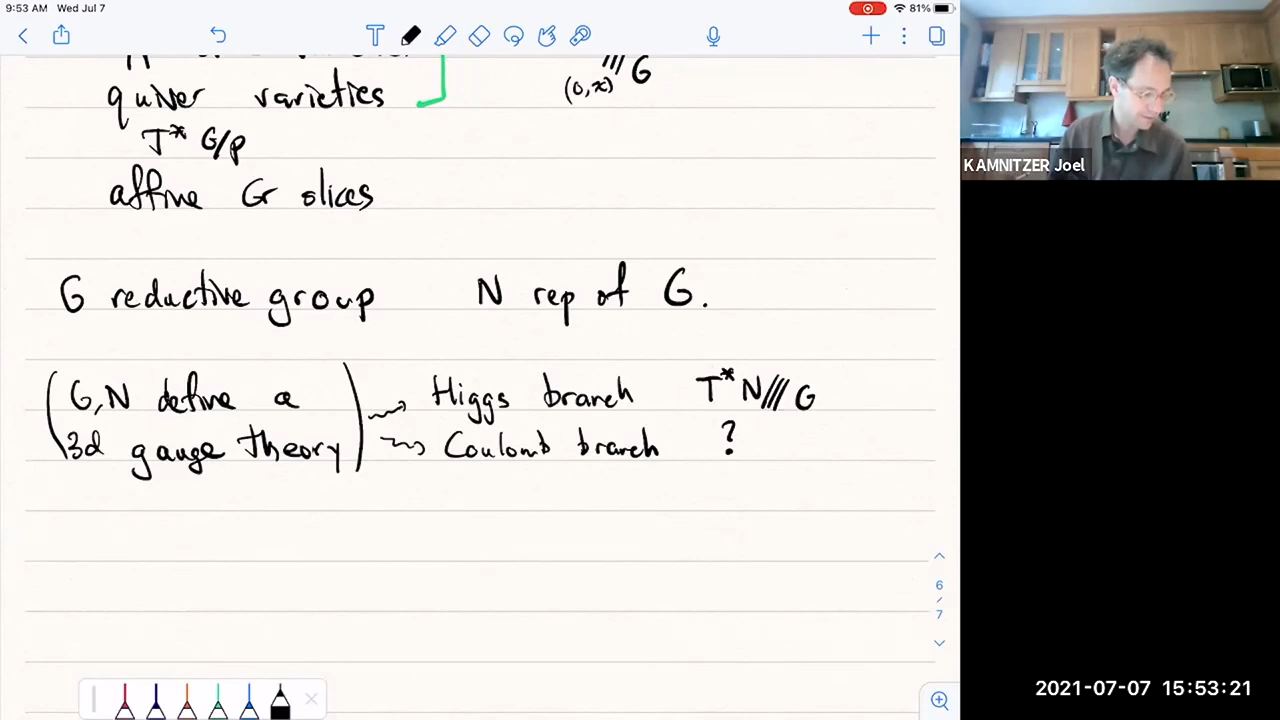 9:53 AM Wed Jul 7
81%
quiver varieties
(0,x) /// G
T* G/P
affine Gr slices
G reductive group N rep of G.
G,N define a Higgs branch T*N///G
3d gauge theory Coulomb branch ?
KAMNITZER Joel
6
7
2021-07-07 15:53:21